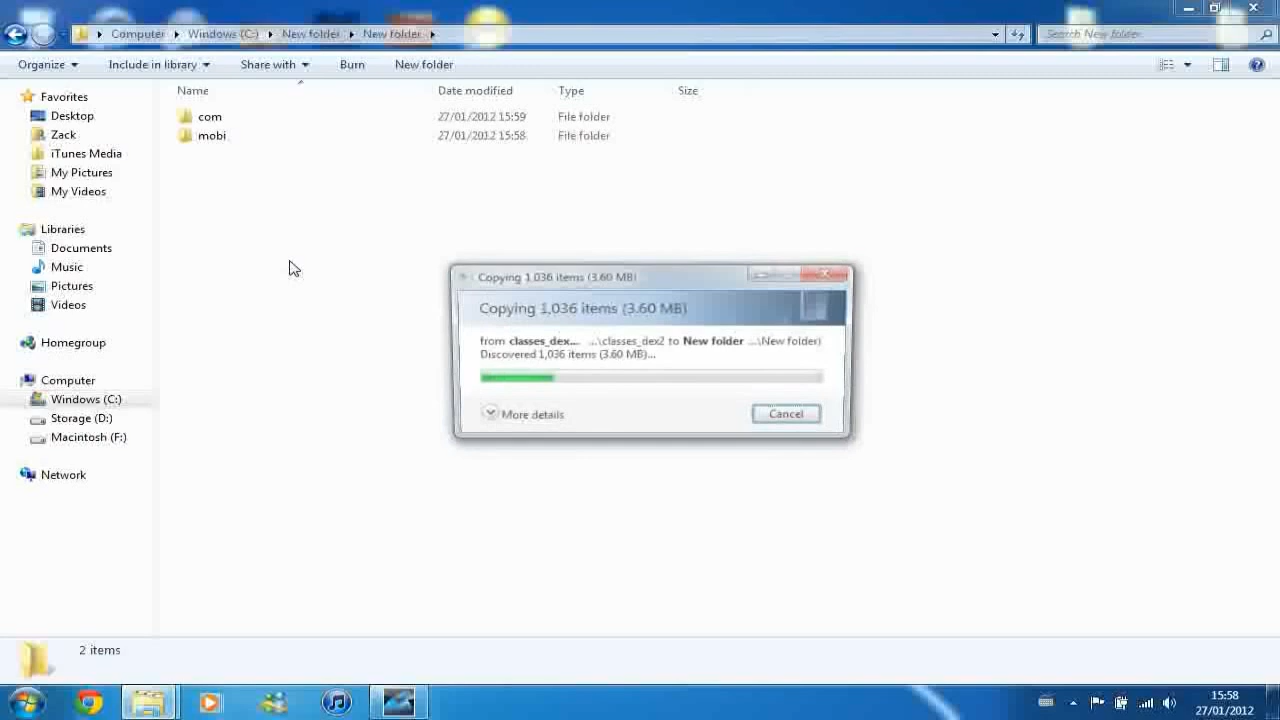 Computer Windows (C:) New folder New folder
Search New folder
Organize Include in library Share with Burn New folder
Name Date modified Type Size
Favorites
Desktop
Zack
iTunes Media
My Pictures
My Videos
Libraries
Documents
Music
Pictures
Videos
Homegroup
Computer
Windows (C:)
Storage (D:)
Macintosh (F:)
Network
com 27/01/2012 15:59 File folder
mobi 27/01/2012 15:58 File folder
Copying 1,036 items (3.60 MB)
Copying 1,036 items (3.60 MB)
from classes_dex... ...\classes_dex2 to New folder ...\New folder)
Discovered 1,036 items (3.60 MB)...
More details
Cancel
2 items
15:58
27/01/2012